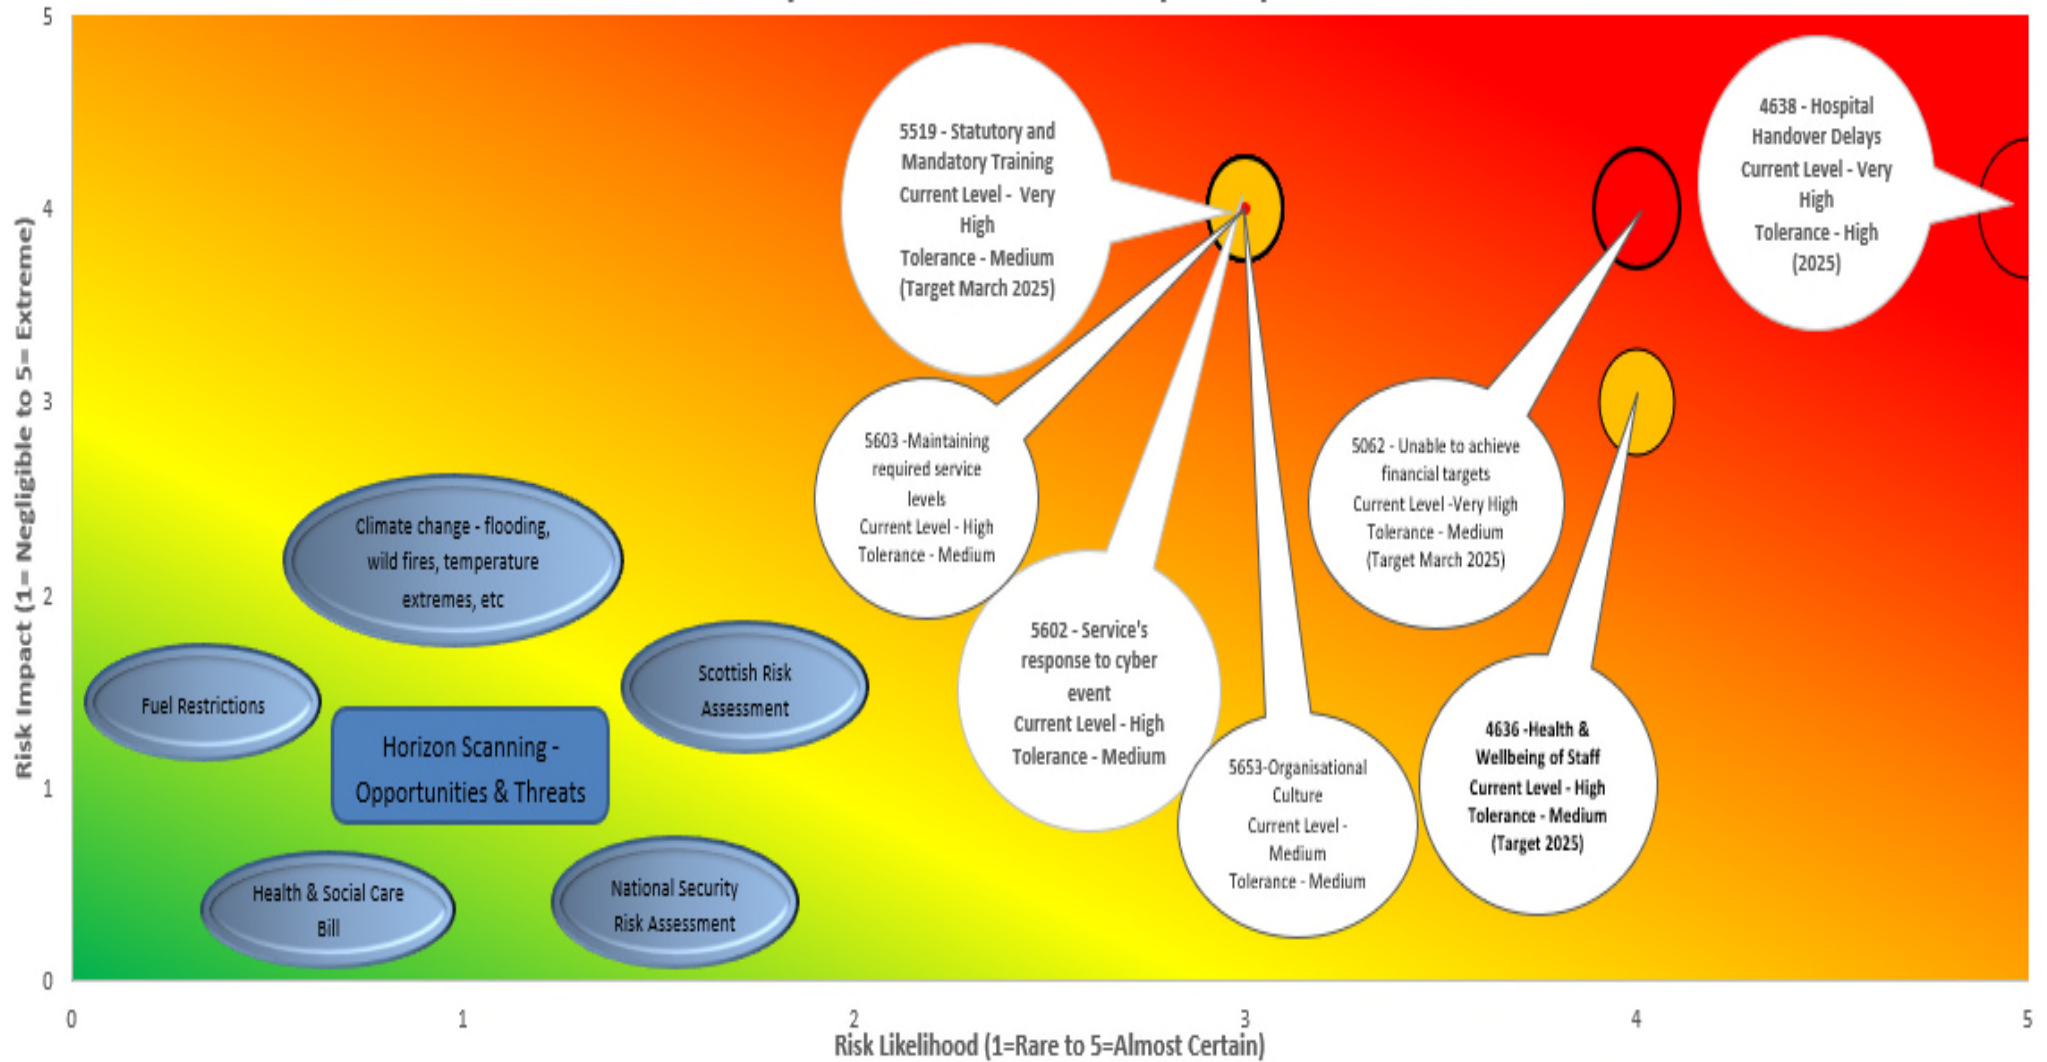 5
4
3
2
1
0
Risk Impact (1= Negligible to 5= Extreme)
5519 - Statutory and
Mandatory Training
Current Level - Very
High
Tolerance - Medium
(Target March 2025)
4638 - Hospital
Handover Delays
Current Level - Very
High
Tolerance - High
(2025)
5603 -Maintaining
required service
levels
Current Level - High
Tolerance - Medium
5062 - Unable to achieve
financial targets
Current Level -Very High
Tolerance - Medium
(Target March 2025)
Climate change - flooding,
wild fires, temperature
extremes, etc
Fuel Restrictions
Scottish Risk
Assessment
Horizon Scanning -
Opportunities & Threats
Health & Social Care
Bill
National Security
Risk Assessment
5602 - Service's
response to cyber
event
Current Level - High
Tolerance - Medium
5653-Organisational
Culture
Current Level -
Medium
Tolerance - Medium
4636 -Health &
Wellbeing of Staff
Current Level - High
Tolerance - Medium
(Target 2025)
0
1
2
3
4
5
Risk Likelihood (1=Rare to 5=Almost Certain)